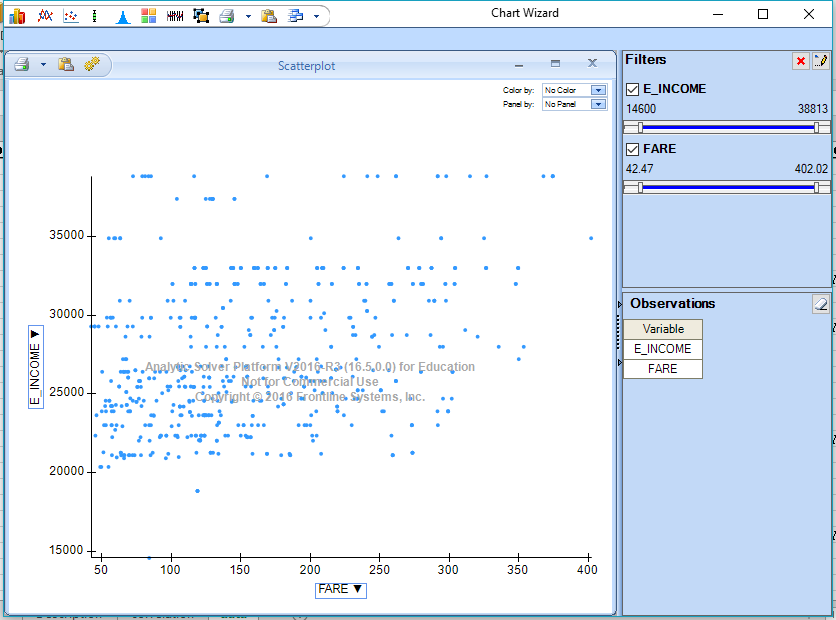 Chart Wizard
Scatterplot
Color by: No Color
Panel by: No Panel
35000
30000
25000
20000
15000
E_INCOME ▼
Analytic Solver Platform V2016-R3 (16.5.0.0) for Education
Not for Commercial Use
Copyright © 2016 Frontline Systems, Inc.
50 100 150 200 250 300 350 400
FARE ▼
Filters
E_INCOME
14600 38813
FARE
42.47 402.02
Observations
Variable
E_INCOME
FARE